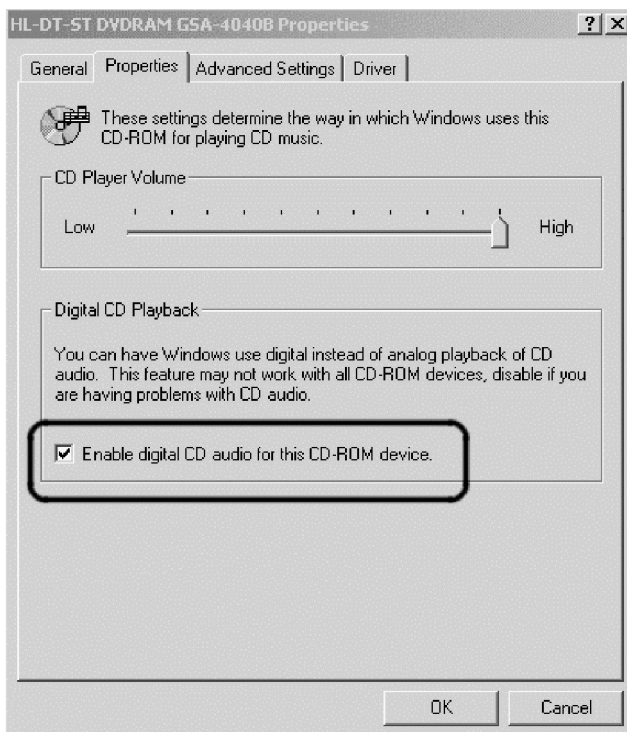 HL-DT-ST DVDRAM GSA-4040B Properties
General Properties Advanced Settings Driver
These settings determine the way in which Windows uses this
CD-ROM for playing CD music.
CD Player Volume
Low High
Digital CD Playback
You can have Windows use digital instead of analog playback of CD
audio. This feature may not work with all CD-ROM devices, disable if you
are having problems with CD audio.
Enable digital CD audio for this CD-ROM device.
OK Cancel